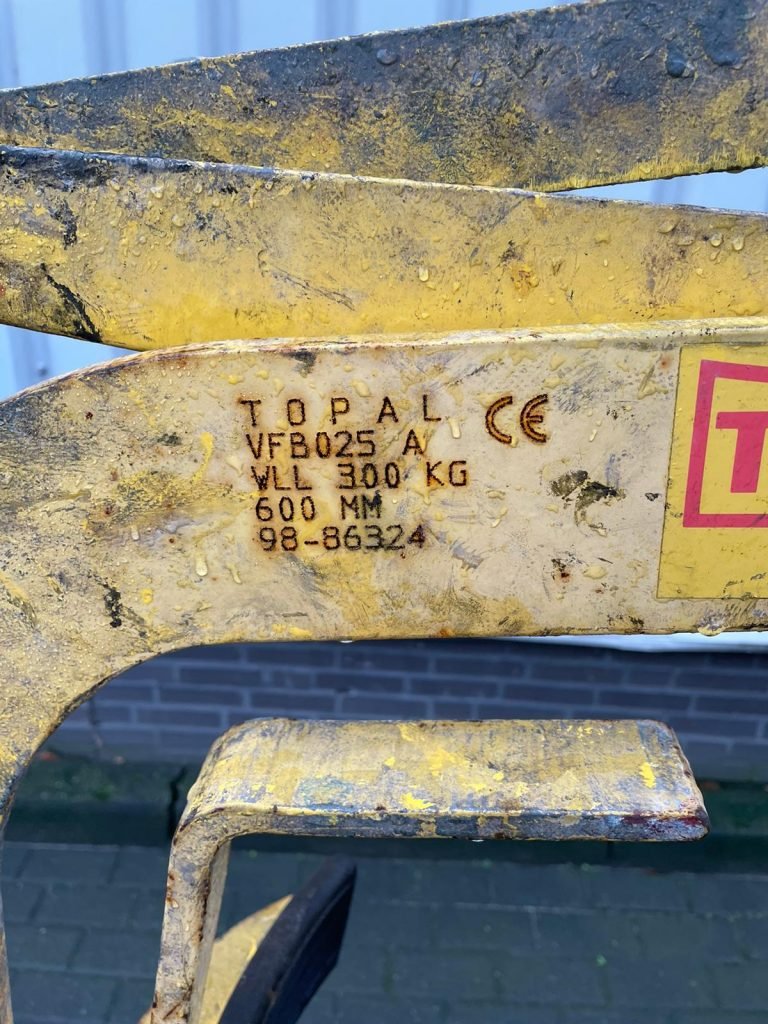 TOPAL CE
VFB025 A
WLL 300 KG
600 MM
98-86324
T